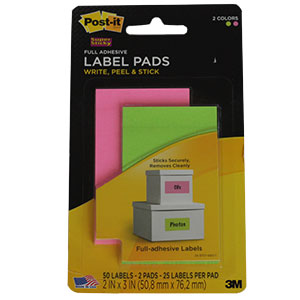 Post-it
Super
Sticky
2 COLORS
FULL ADHESIVE
LABEL PADS
WRITE, PEEL & STICK
Sticks Securely,
Removes Cleanly
Photos
Full-adhesive Labels
50 LABELS - 2 PADS - 25 LABELS PER PAD
2 IN X 3 IN (50,8 mm X 76,2 mm)
3M